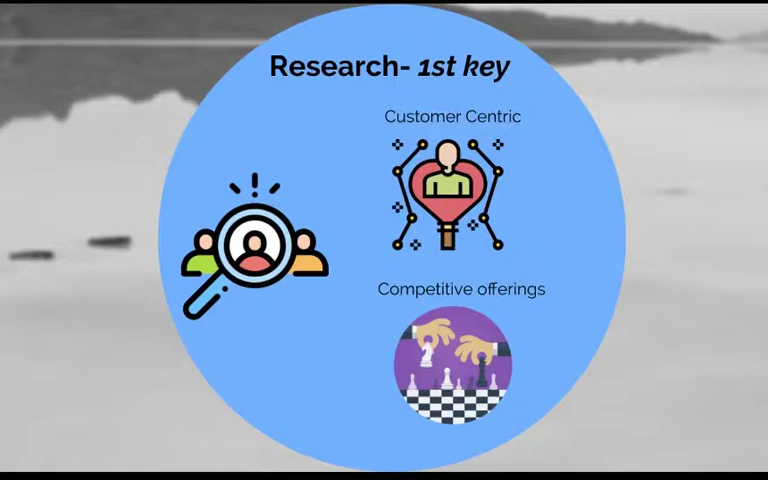 Research- 1st key
Customer Centric
Competitive offerings